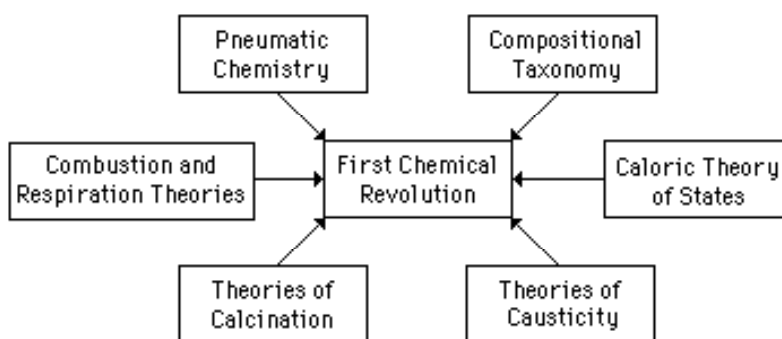 Pneumatic
Chemistry
Compositional
Taxonomy
Combustion and
Respiration Theories
First Chemical
Revolution
Caloric Theory
of States
Theories of
Calcination
Theories of
Causticity